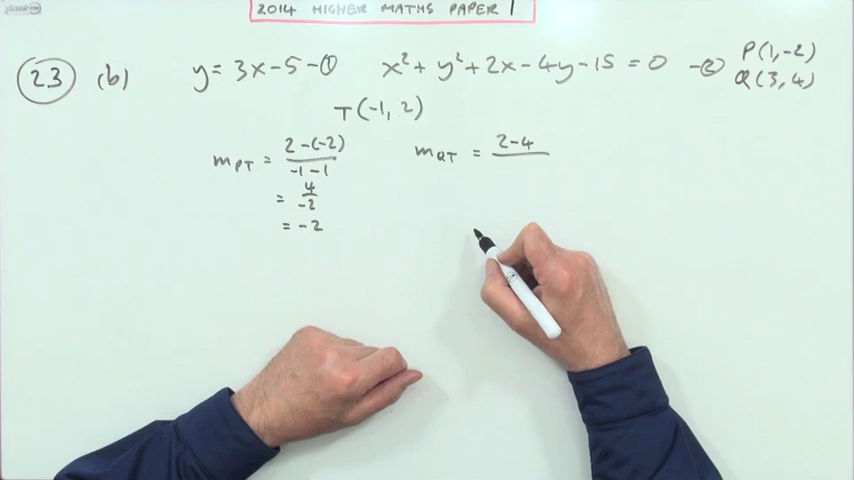 2014 HIGHER MATHS PAPER 1
23 (b) y = 3x - 5 - ① x² + y² + 2x - 4y - 15 = 0 - ② P(1, -2)
Q(3, 4)
T(-1, 2)
m_PT = 2 - (-2) / -1 - 1 m_QT = 2 - 4 /
= 4 / -2
= -2